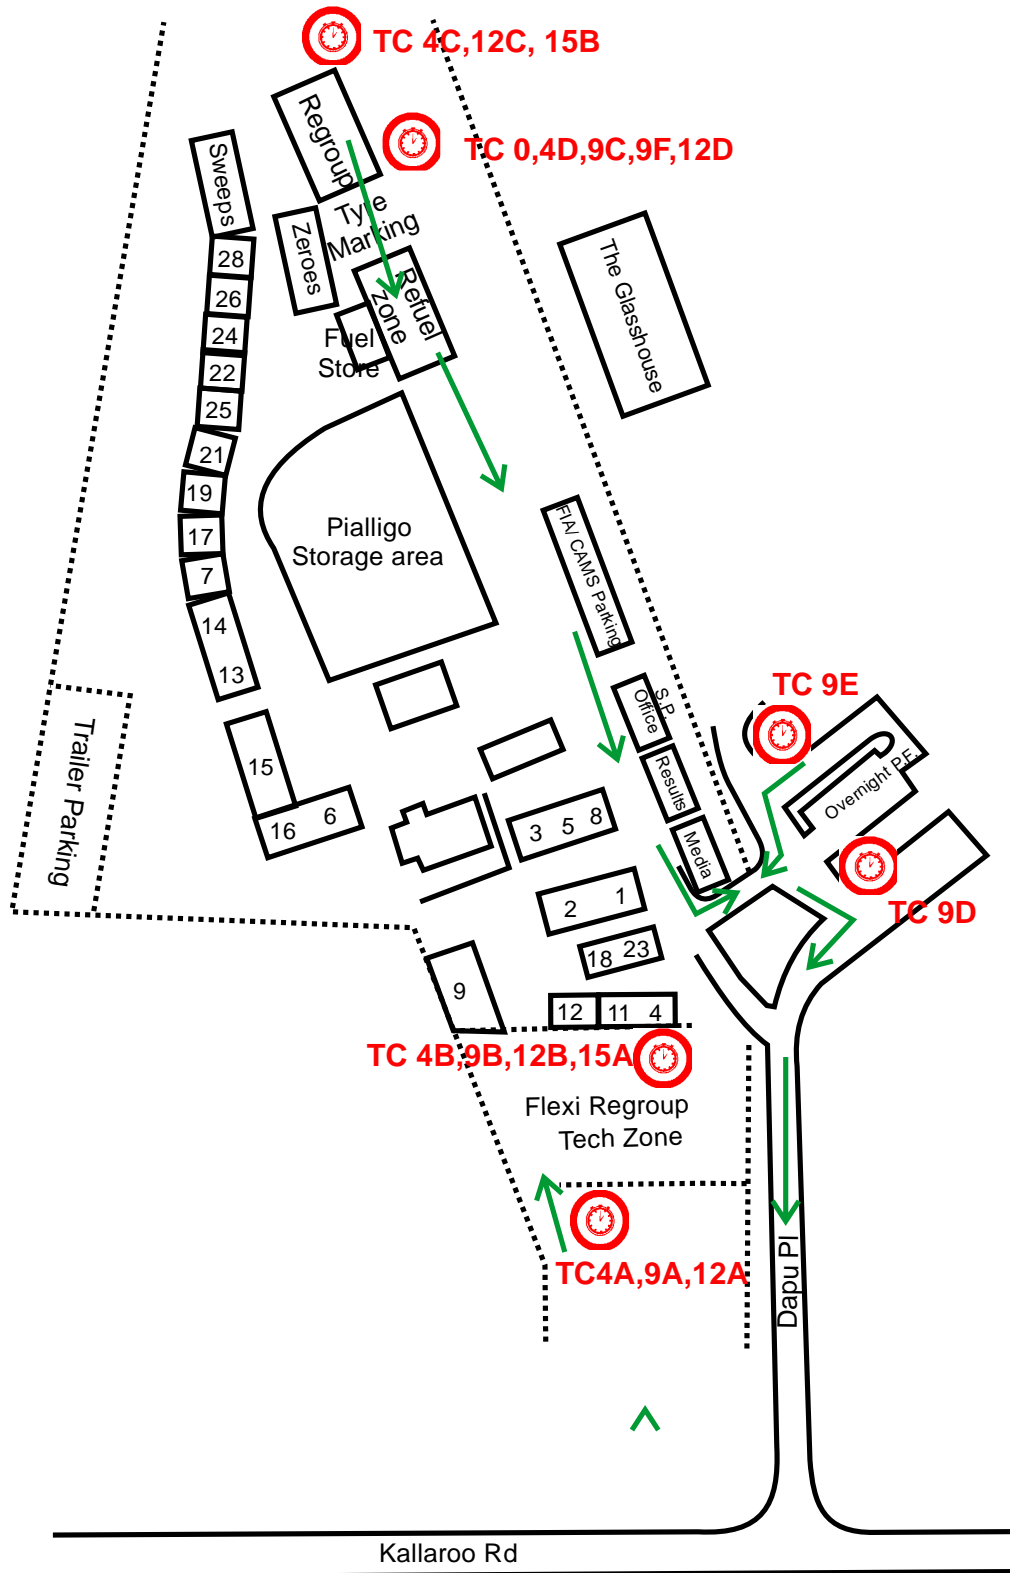 TC 4C,12C, 15B
Regroup
TC 0,4D,9C,9F,12D
Sweeps
Tyre
Marking
Zeroes
28
Refuel
zone
The Glasshouse
26
24
Fuel
Store
22
25
21
19
17
7
Pialligo
Storage area
FIA/ CAMS Parking
14
13
S.P.
Office
TC 9E
Trailer Parking
15
Results
Overnight P.F.
16
6
3
5
8
Media
TC 9D
2
1
18
23
9
12
11
4
TC 4B,9B,12B,15A
Flexi Regroup
Tech Zone
TC4A,9A,12A
Dapu Pl
Kallaroo Rd